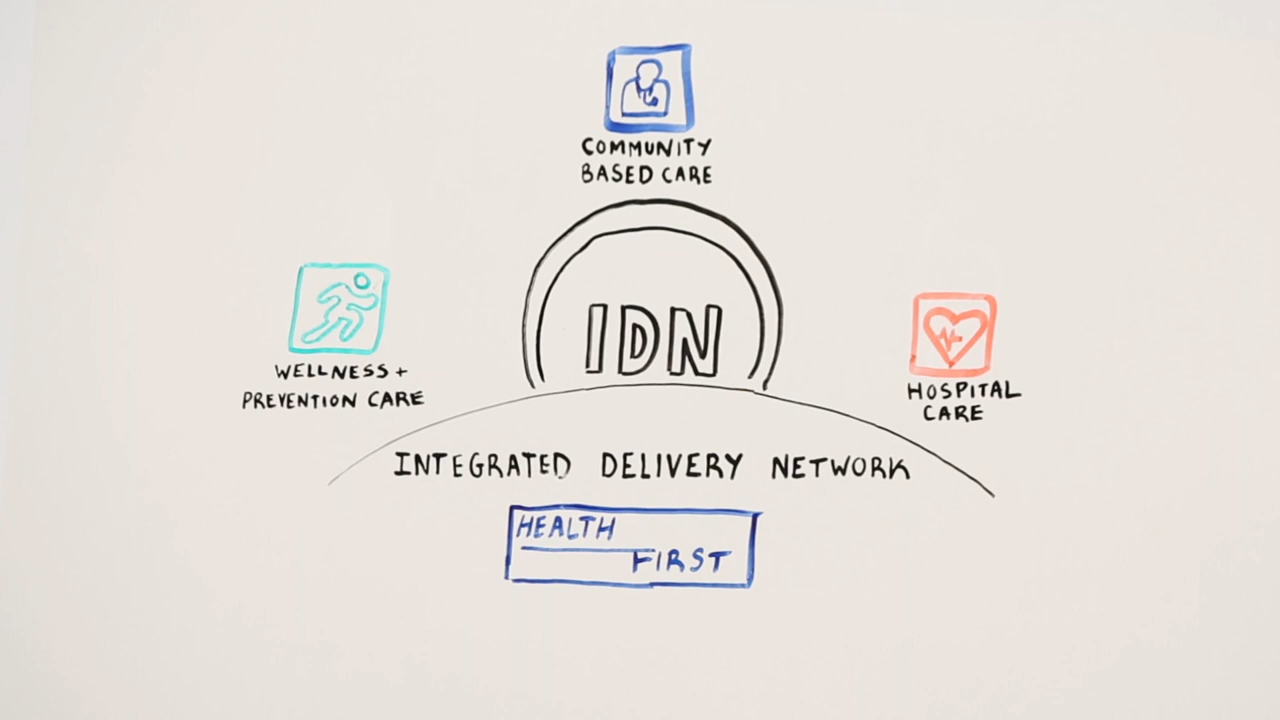 COMMUNITY
BASED CARE
IDN
WELLNESS +
PREVENTION CARE
HOSPITAL
CARE
INTEGRATED DELIVERY NETWORK
HEALTH
FIRST